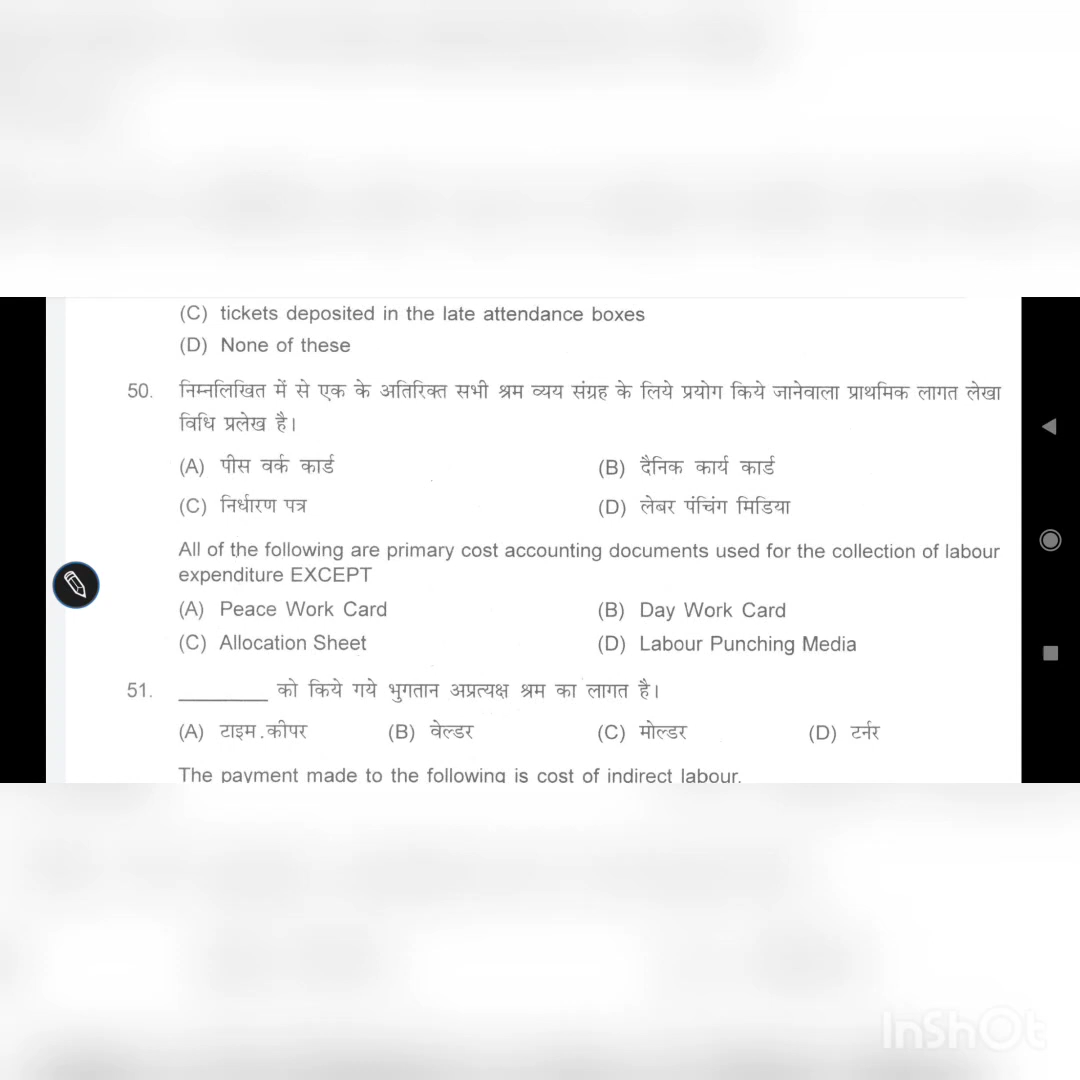 (C) tickets deposited in the late attendance boxes
(D) None of these
50. निम्नलिखित में से एक के अतिरिक्त सभी श्रम व्यय संग्रह के लिये प्रयोग किये जानेवाला प्राथमिक लागत लेखा
विधि प्रलेख है।
(A) पीस वर्क कार्ड (B) दैनिक कार्य कार्ड
(C) निर्धारण पत्र (D) लेबर पंचिंग मिडिया
All of the following are primary cost accounting documents used for the collection of labour
expenditure EXCEPT
(A) Peace Work Card (B) Day Work Card
(C) Allocation Sheet (D) Labour Punching Media
51. ________ को किये गये भुगतान अप्रत्यक्ष श्रम का लागत है।
(A) टाइम .कीपर (B) वेल्डर (C) मोल्डर (D) टर्नर
The payment made to the following is cost of indirect labour.
InShOt